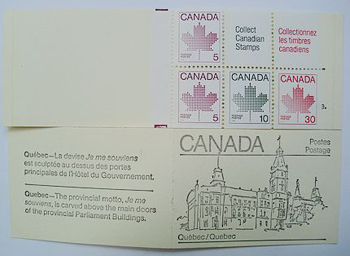 CANADA
5
Collect
Canadian
Stamps
Collectionnez
les timbres
canadiens
CANADA
5
CANADA
10
CANADA
30
Québec—La devise Je me souviens
est sculptée au dessus des portes
principales de l'Hôtel du Gouvernement.
Quebec—The provincial motto, Je me
souviens, is carved above the main doors
of the provincial Parliament Buildings.
CANADA
Postes
Postage
Québec/Quebec